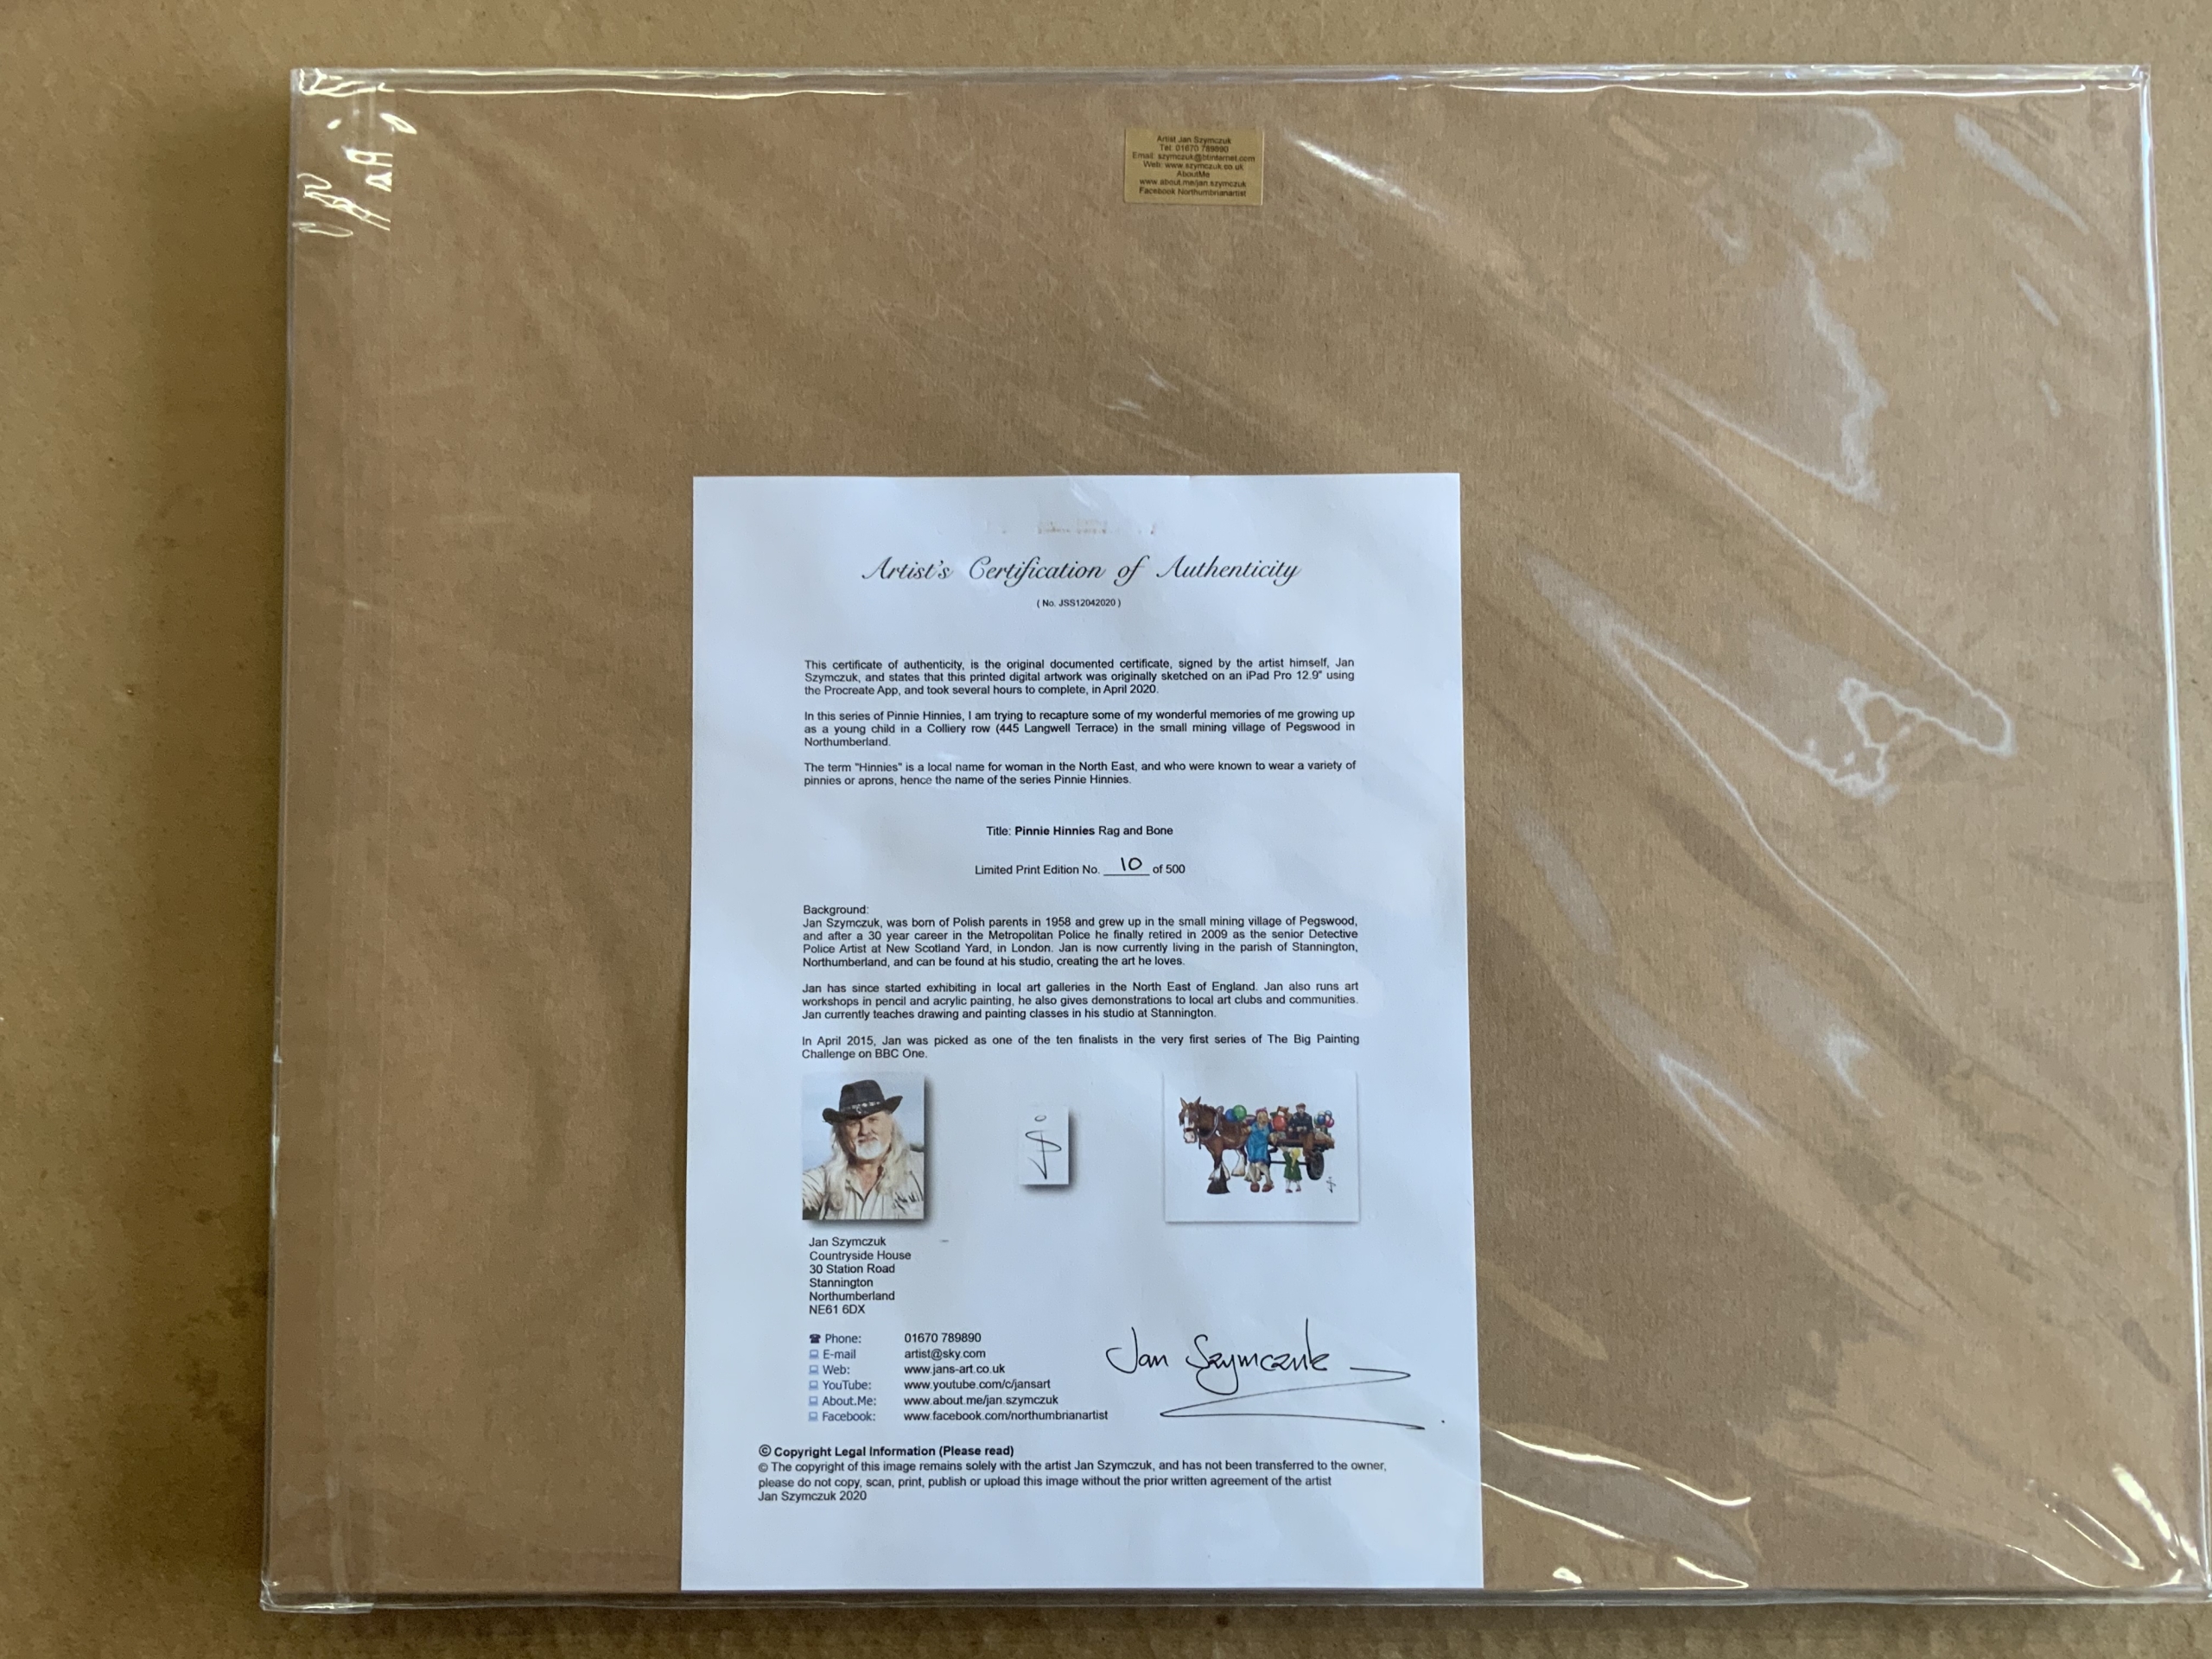 Artist Jan Szymczuk
Tel: 01670 789890
Email: szymczuk@btinternet.com
Web: www.szymczuk.co.uk
AboutMe
www.about.me/jan.szymczuk
Facebook Northumbrianartist
Artist's Certification of Authenticity
( No. JSS12042020 )
This certificate of authenticity, is the original documented certificate, signed by the artist himself, Jan
Szymczuk, and states that this printed digital artwork was originally sketched on an iPad Pro 12.9" using
the Procreate App, and took several hours to complete, in April 2020.
In this series of Pinnie Hinnies, I am trying to recapture some of my wonderful memories of me growing up
as a young child in a Colliery row (445 Langwell Terrace) in the small mining village of Pegswood in
Northumberland.
The term "Hinnies" is a local name for woman in the North East, and who were known to wear a variety of
pinnies or aprons, hence the name of the series Pinnie Hinnies.
Title: Pinnie Hinnies Rag and Bone
Limited Print Edition No. 10 of 500
Background:
Jan Szymczuk, was born of Polish parents in 1958 and grew up in the small mining village of Pegswood,
and after a 30 year career in the Metropolitan Police he finally retired in 2009 as the senior Detective
Police Artist at New Scotland Yard, in London. Jan is now currently living in the parish of Stannington,
Northumberland, and can be found at his studio, creating the art he loves.
Jan has since started exhibiting in local art galleries in the North East of England. Jan also runs art
workshops in pencil and acrylic painting, he also gives demonstrations to local art clubs and communities.
Jan currently teaches drawing and painting classes in his studio at Stannington.
In April 2015, Jan was picked as one of the ten finalists in the very first series of The Big Painting
Challenge on BBC One.
Jan Szymczuk
Countryside House
30 Station Road
Stannington
Northumberland
NE61 6DX
Phone: 01670 789890
E-mail artist@sky.com
Web: www.jans-art.co.uk
YouTube: www.youtube.com/c/jansart
About.Me: www.about.me/jan.szymczuk
Facebook: www.facebook.com/northumbrianartist
Jan Szymczuk
© Copyright Legal Information (Please read)
© The copyright of this image remains solely with the artist Jan Szymczuk, and has not been transferred to the owner,
please do not copy, scan, print, publish or upload this image without the prior written agreement of the artist
Jan Szymczuk 2020